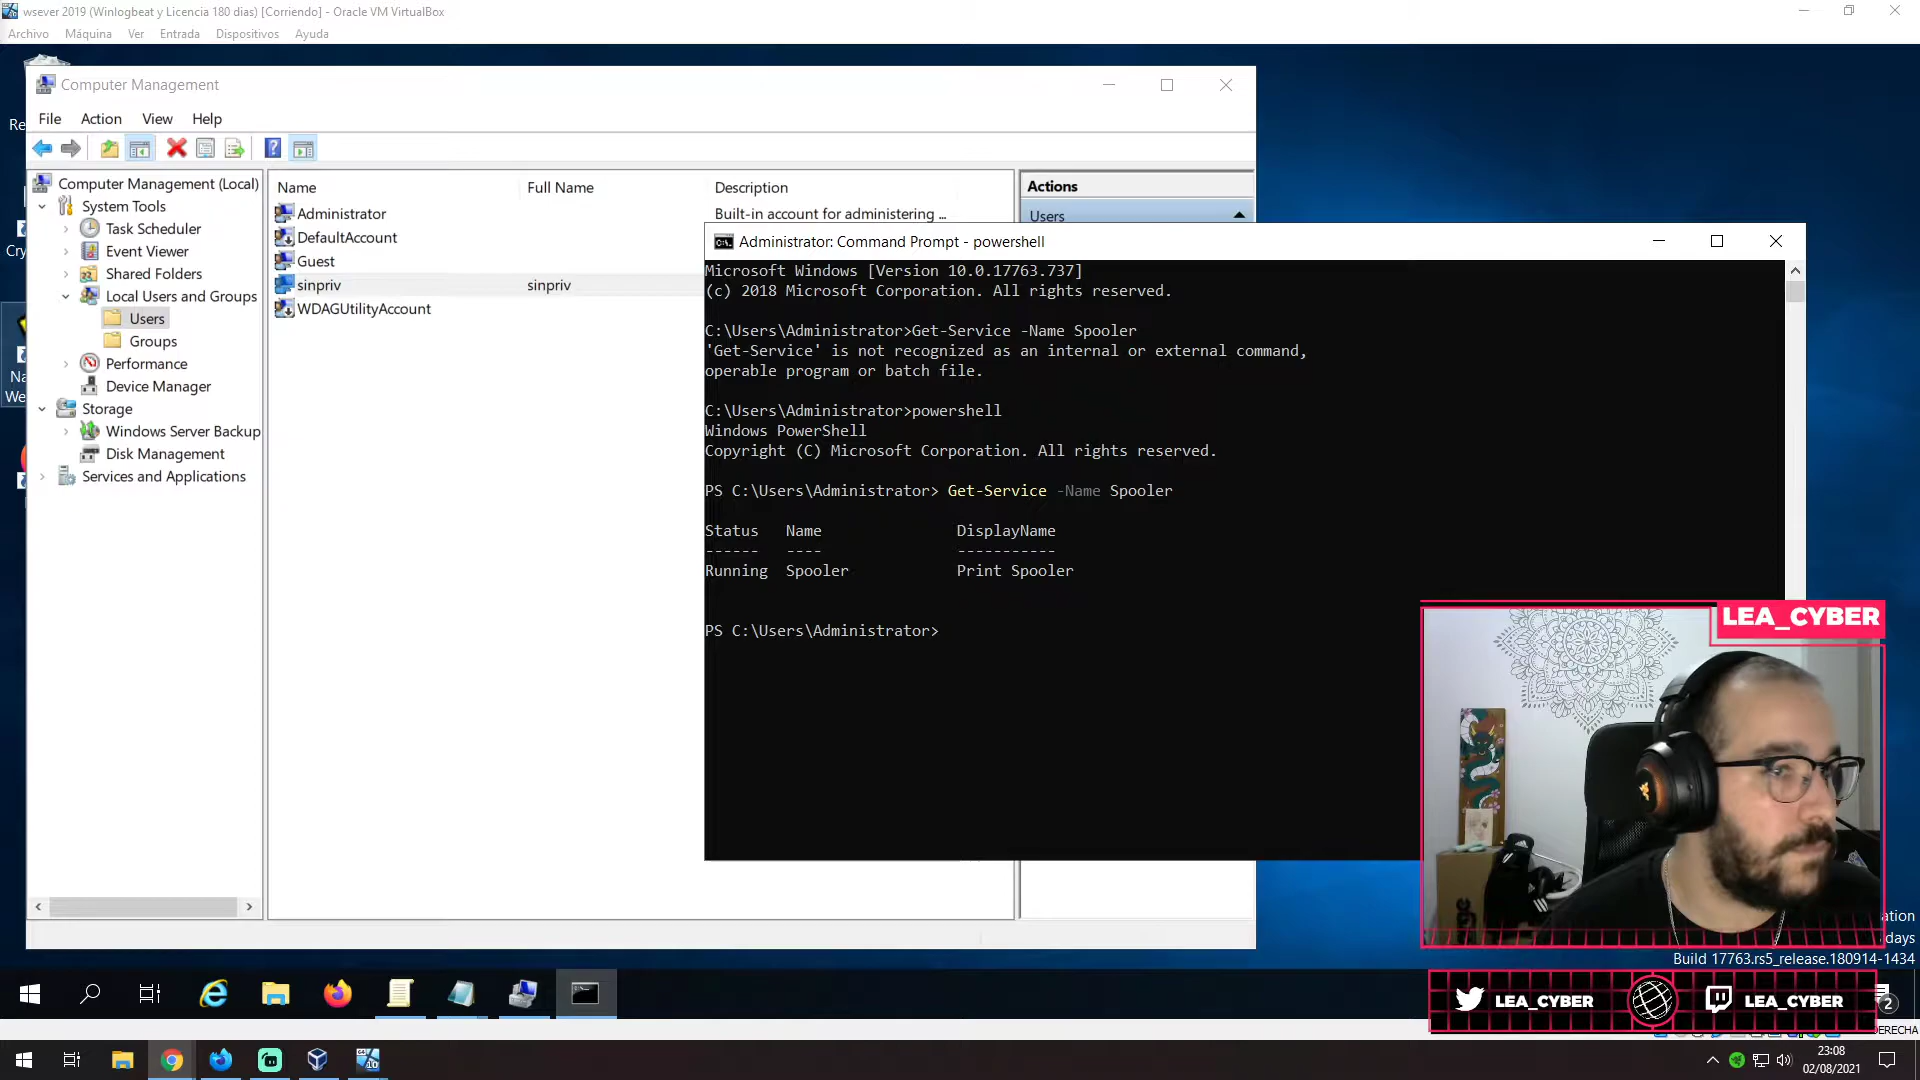 wsever 2019 (Winlogbeat y Licencia 180 dias) [Corriendo] - Oracle VM VirtualBox
Archivo Máquina Ver Entrada Dispositivos Ayuda
Computer Management
File Action View Help
Computer Management (Local)
System Tools
Task Scheduler
Event Viewer
Shared Folders
Local Users and Groups
Users
Groups
Performance
Device Manager
Storage
Windows Server Backup
Disk Management
Services and Applications
Name Full Name Description
Administrator Built-in account for administering ...
DefaultAccount
Guest
sinpriv sinpriv
WDAGUtilityAccount
Actions
Users
Administrator: Command Prompt - powershell
Microsoft Windows [Version 10.0.17763.737]
(c) 2018 Microsoft Corporation. All rights reserved.
C:\Users\Administrator>Get-Service -Name Spooler
'Get-Service' is not recognized as an internal or external command,
operable program or batch file.
C:\Users\Administrator>powershell
Windows PowerShell
Copyright (C) Microsoft Corporation. All rights reserved.
PS C:\Users\Administrator> Get-Service -Name Spooler
Status Name DisplayName
------ ---- -----------
Running Spooler Print Spooler
PS C:\Users\Administrator>
LEA_CYBER
Build 17763.rs5_release.180914-1434
LEA_CYBER LEA_CYBER
2
23:08
02/08/2021